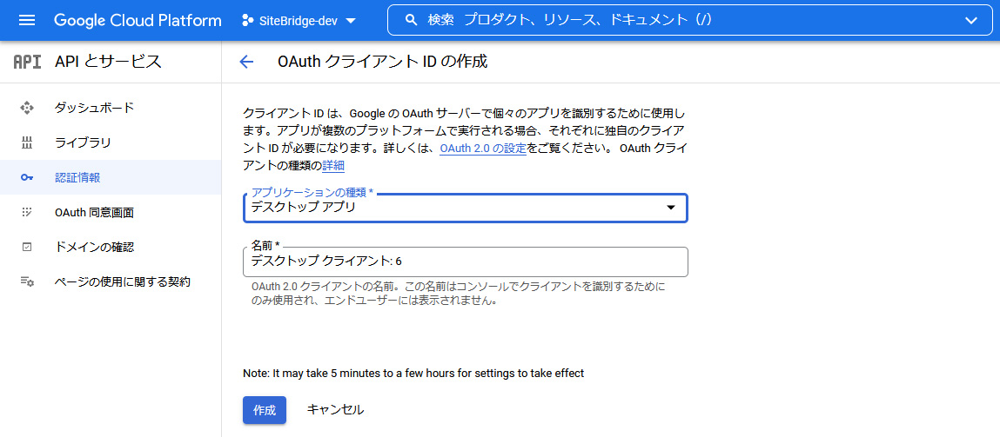 Google Cloud Platform
SiteBridge-dev
検索 プロダクト、リソース、ドキュメント (/)
API API とサービス
OAuth クライアント ID の作成
ダッシュボード
ライブラリ
認証情報
OAuth 同意画面
ドメインの確認
ページの使用に関する契約
クライアント ID は、Google の OAuth サーバーで個々のアプリを識別するために使用し
ます。アプリが複数のプラットフォームで実行される場合、それぞれに独自のクライア
ント ID が必要になります。詳しくは、OAuth 2.0 の設定をご覧ください。 OAuth クライ
アントの種類の詳細
アプリケーションの種類 *
デスクトップ アプリ
名前 *
デスクトップ クライアント: 6
OAuth 2.0 クライアントの名前。この名前はコンソールでクライアントを識別するために
のみ使用され、エンドユーザーには表示されません。
Note: It may take 5 minutes to a few hours for settings to take effect
作成
キャンセル